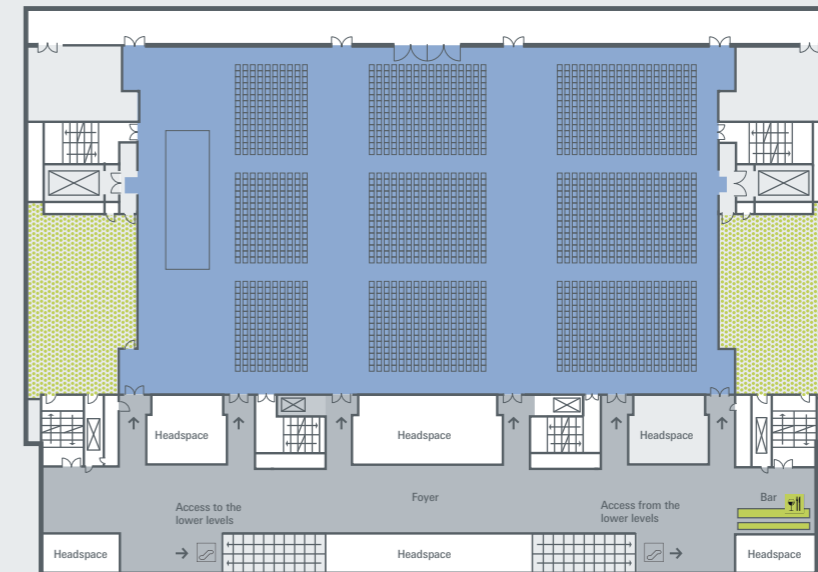 Headspace
Headspace
Headspace
Foyer
Bar
Access to the
lower levels
Access from the
lower levels
Headspace
Headspace
Headspace